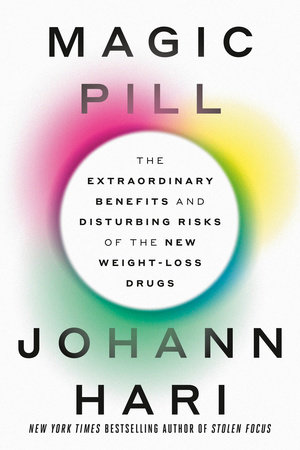 MAGIC
PILL
THE
EXTRAORDINARY
BENEFITS AND
DISTURBING RISKS
OF THE NEW
WEIGHT-LOSS
DRUGS
JOHANN
HARI
NEW YORK TIMES BESTSELLING AUTHOR OF STOLEN FOCUS